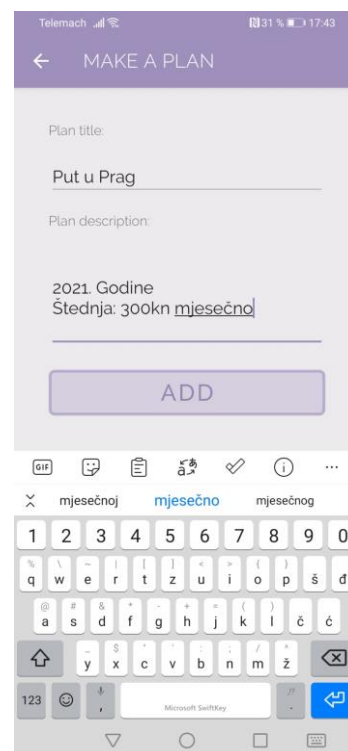 Telemach 31 % 17:43
MAKE A PLAN
Plan title:
Put u Prag
Plan description:
2021. Godine
Štednja: 300kn mjesečno
ADD
GIF
mjesečnoj mjesečno mjesečnog
1 2 3 4 5 6 7 8 9 0
% \ ~ | [ ] < > { }
q w e r t z u i o p š đ
@ # & * - + = ( )
a s d f g h j k l č ć
_ $ " ' : ; / *
y x c v b n m ž
123 , Microsoft SwiftKey .